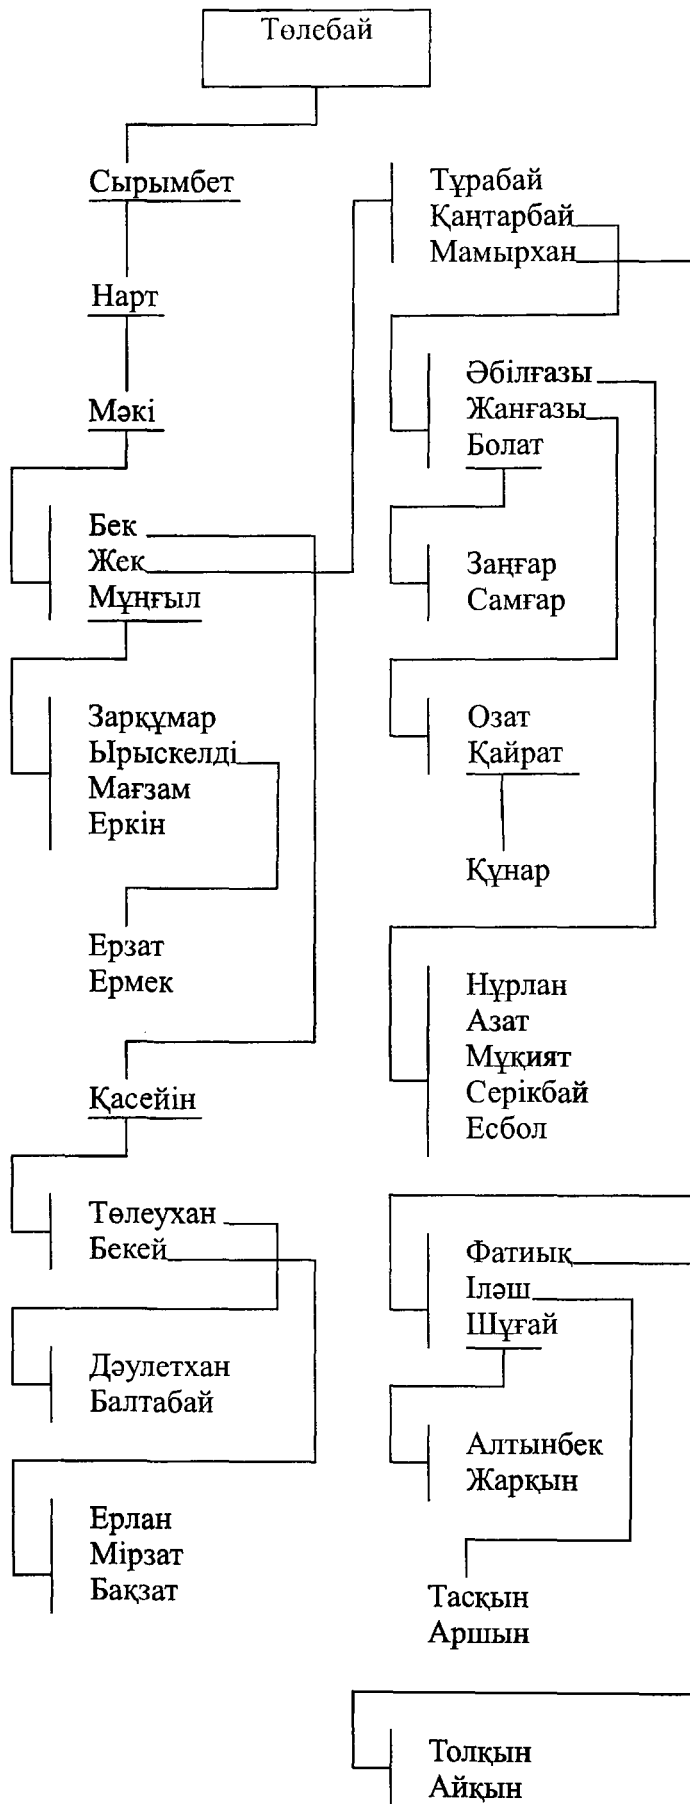 Төлебай
Сырымбет
Нарт
Мәкі
Бек
Жек
Мұңғыл
Зарқұмар
Ырыскелді
Мағзам
Еркін
Ерзат
Ермек
Қасейін
Төлеухан
Бекей
Дәулетхан
Балтабай
Ерлан
Мірзат
Бақзат
Тұрабай
Қаңтарбай
Мамырхан
Әбілғазы
Жанғазы
Болат
Заңғар
Самғар
Озат
Қайрат
Құнар
Нұрлан
Азат
Мұқият
Серікбай
Есбол
Фатиық
Іләш
Шұғай
Алтынбек
Жарқын
Тасқын
Аршын
Толқын
Айқын